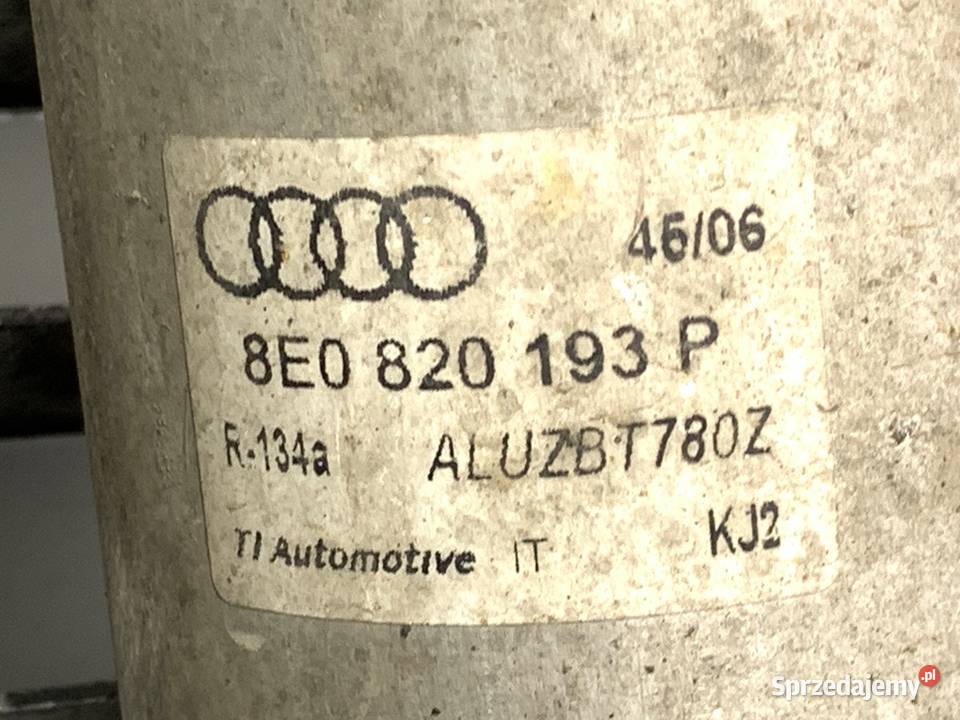 46/06
8E0 820 193 P
R-134a ALUZBT780Z
TI Automotive IT KJ2
Sprzedajemy.pl